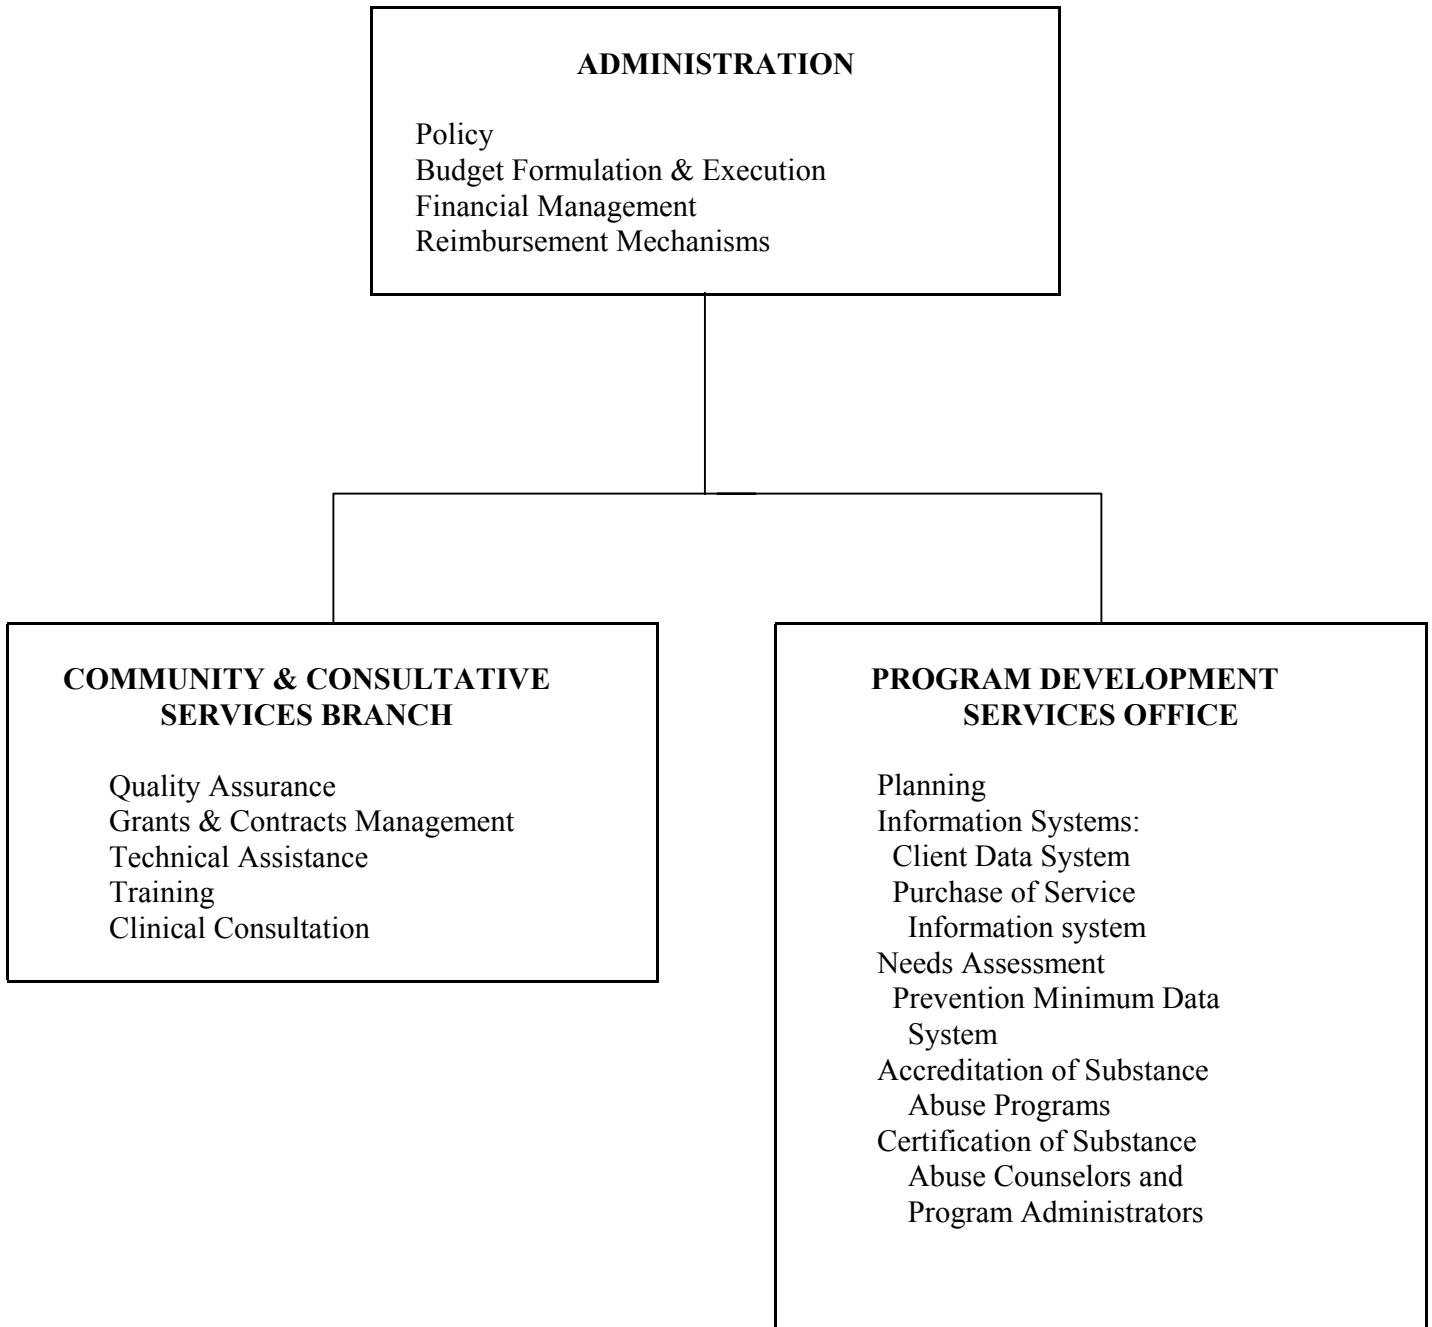 ADMINISTRATION
Policy
Budget Formulation & Execution
Financial Management
Reimbursement Mechanisms
COMMUNITY & CONSULTATIVE
SERVICES BRANCH
Quality Assurance
Grants & Contracts Management
Technical Assistance
Training
Clinical Consultation
PROGRAM DEVELOPMENT
SERVICES OFFICE
Planning
Information Systems:
Client Data System
Purchase of Service
Information system
Needs Assessment
Prevention Minimum Data
System
Accreditation of Substance
Abuse Programs
Certification of Substance
Abuse Counselors and
Program Administrators